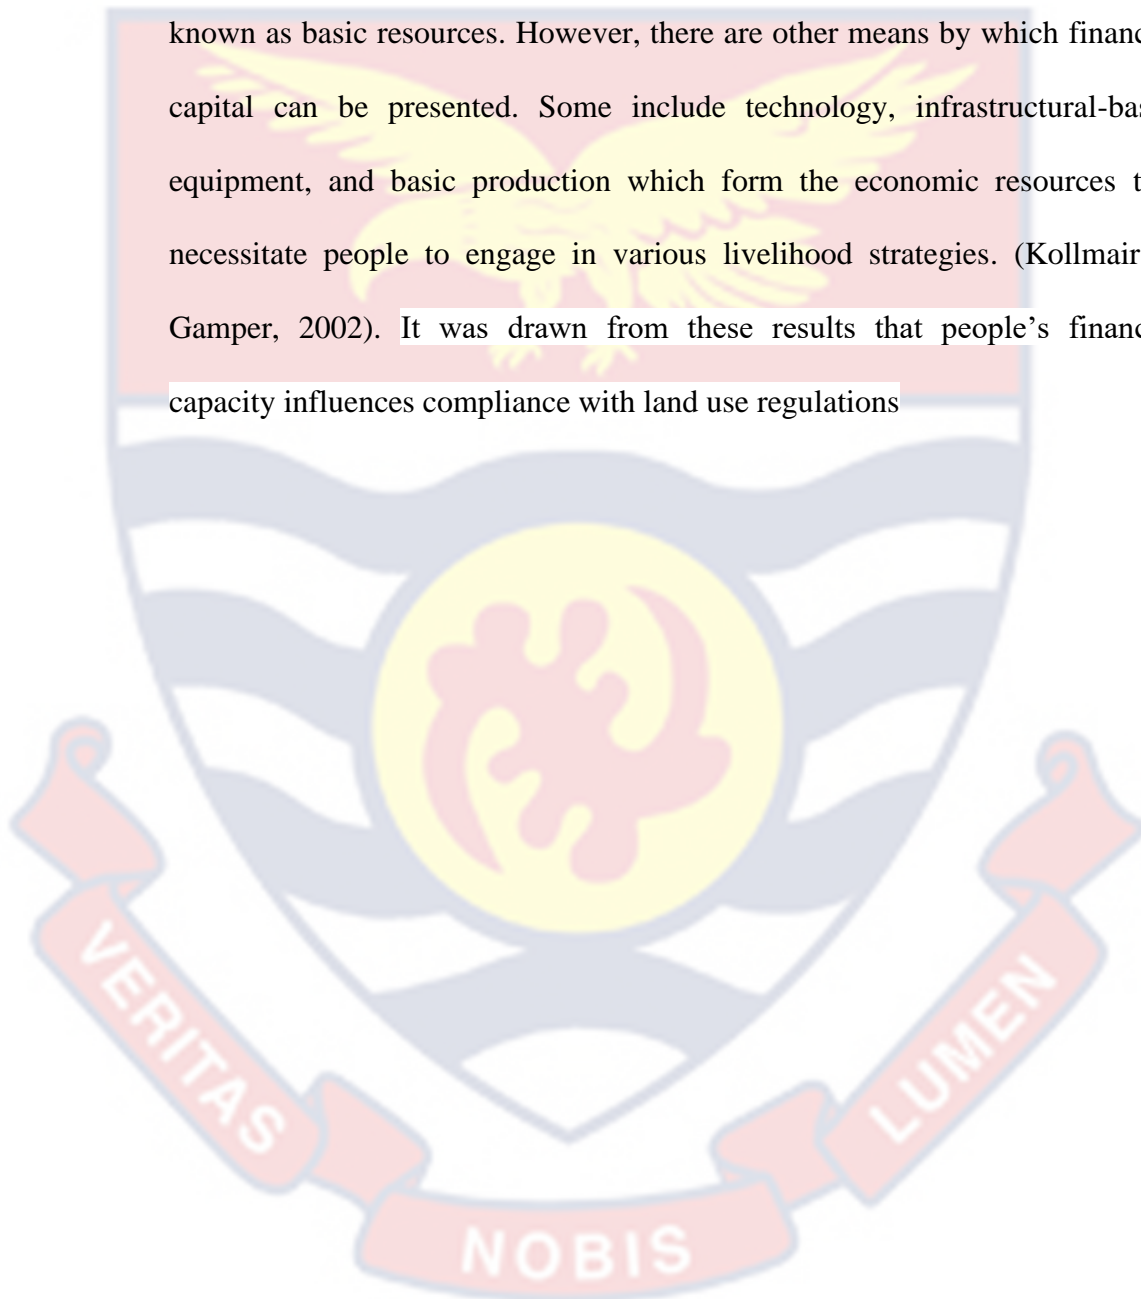 known as basic resources. However, there are other means by which financ
capital can be presented. Some include technology, infrastructural-bas
equipment, and basic production which form the economic resources t
necessitate people to engage in various livelihood strategies. (Kollmair
Gamper, 2002). It was drawn from these results that people’s financ
capacity influences compliance with land use regulations
VERITAS
NOBIS
LUMEN